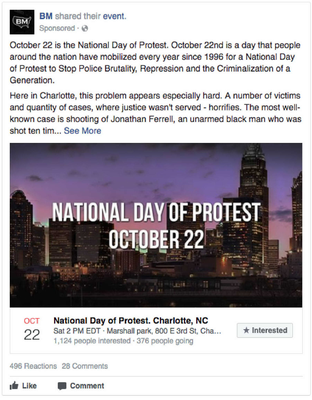 BM
BM shared their event.
Sponsored ·
October 22 is the National Day of Protest. October 22nd is a day that people
around the nation have mobilized every year since 1996 for a National Day
of Protest to Stop Police Brutality, Repression and the Criminalization of a
Generation.
Here in Charlotte, this problem appears especially hard. A number of victims
and quantity of cases, where justice wasn't served - horrifies. The most well-
known case is shooting of Jonathan Ferrell, an unarmed black man who was
shot ten tim... See More
NATIONAL DAY OF PROTEST
OCTOBER 22
OCT
22
National Day of Protest. Charlotte, NC
Sat 2 PM EDT · Marshall park, 800 E 3rd St, Cha...
1,124 people interested · 376 people going
★ Interested
496 Reactions 28 Comments
Like Comment